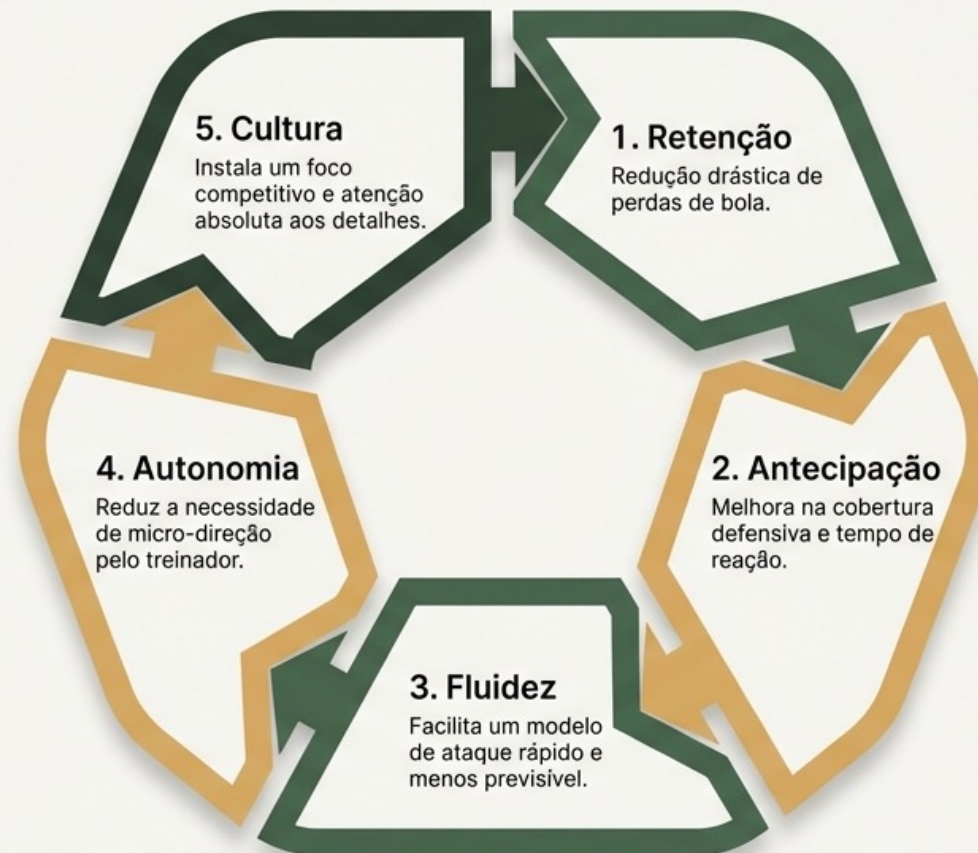 5. Cultura
Instala um foco
competitivo e atenção
absoluta aos detalhes.
1. Retenção
Redução drástica de
perdas de bola.
2. Antecipação
Melhora na cobertura
defensiva e tempo de
reação.
3. Fluidez
Facilita um modelo
de ataque rápido e
menos previsível.
4. Autonomia
Reduz a necessidade
de micro-direção
pelo treinador.